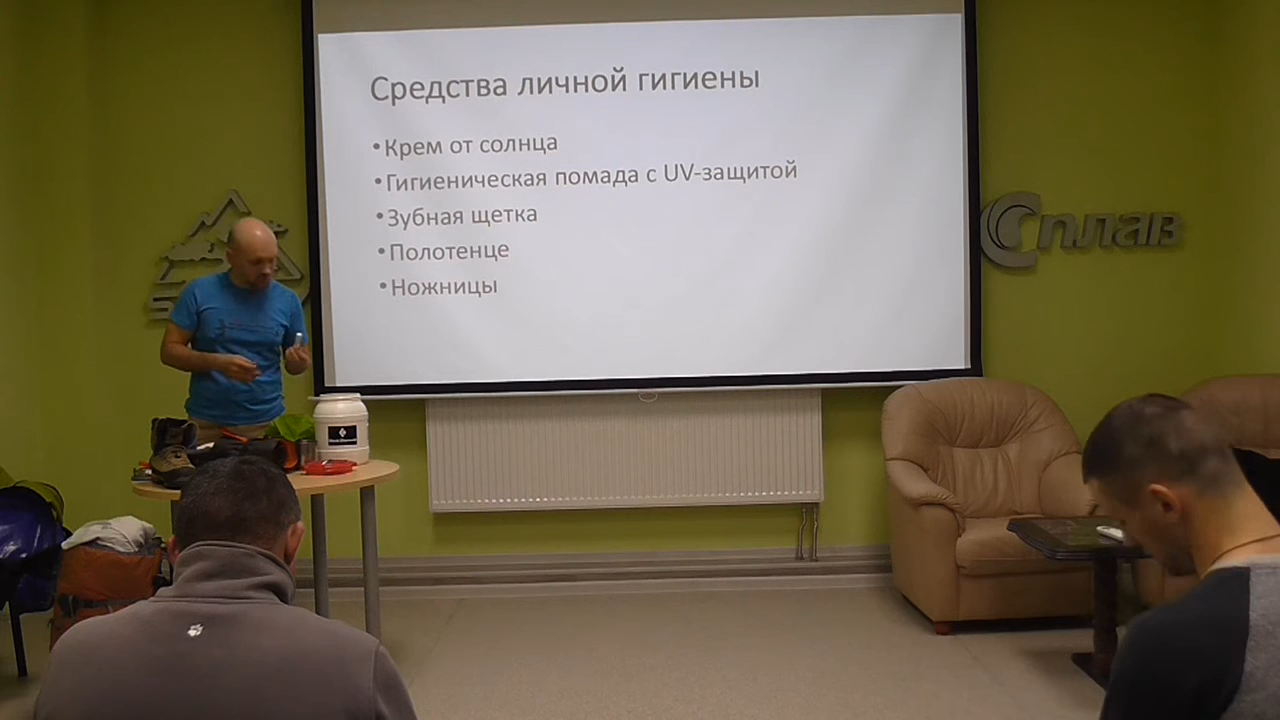 Средства личной гигиены
•Крем от солнца
•Гигиеническая помада с UV-защитой
•Зубная щетка
•Полотенце
•Ножницы
Сплав